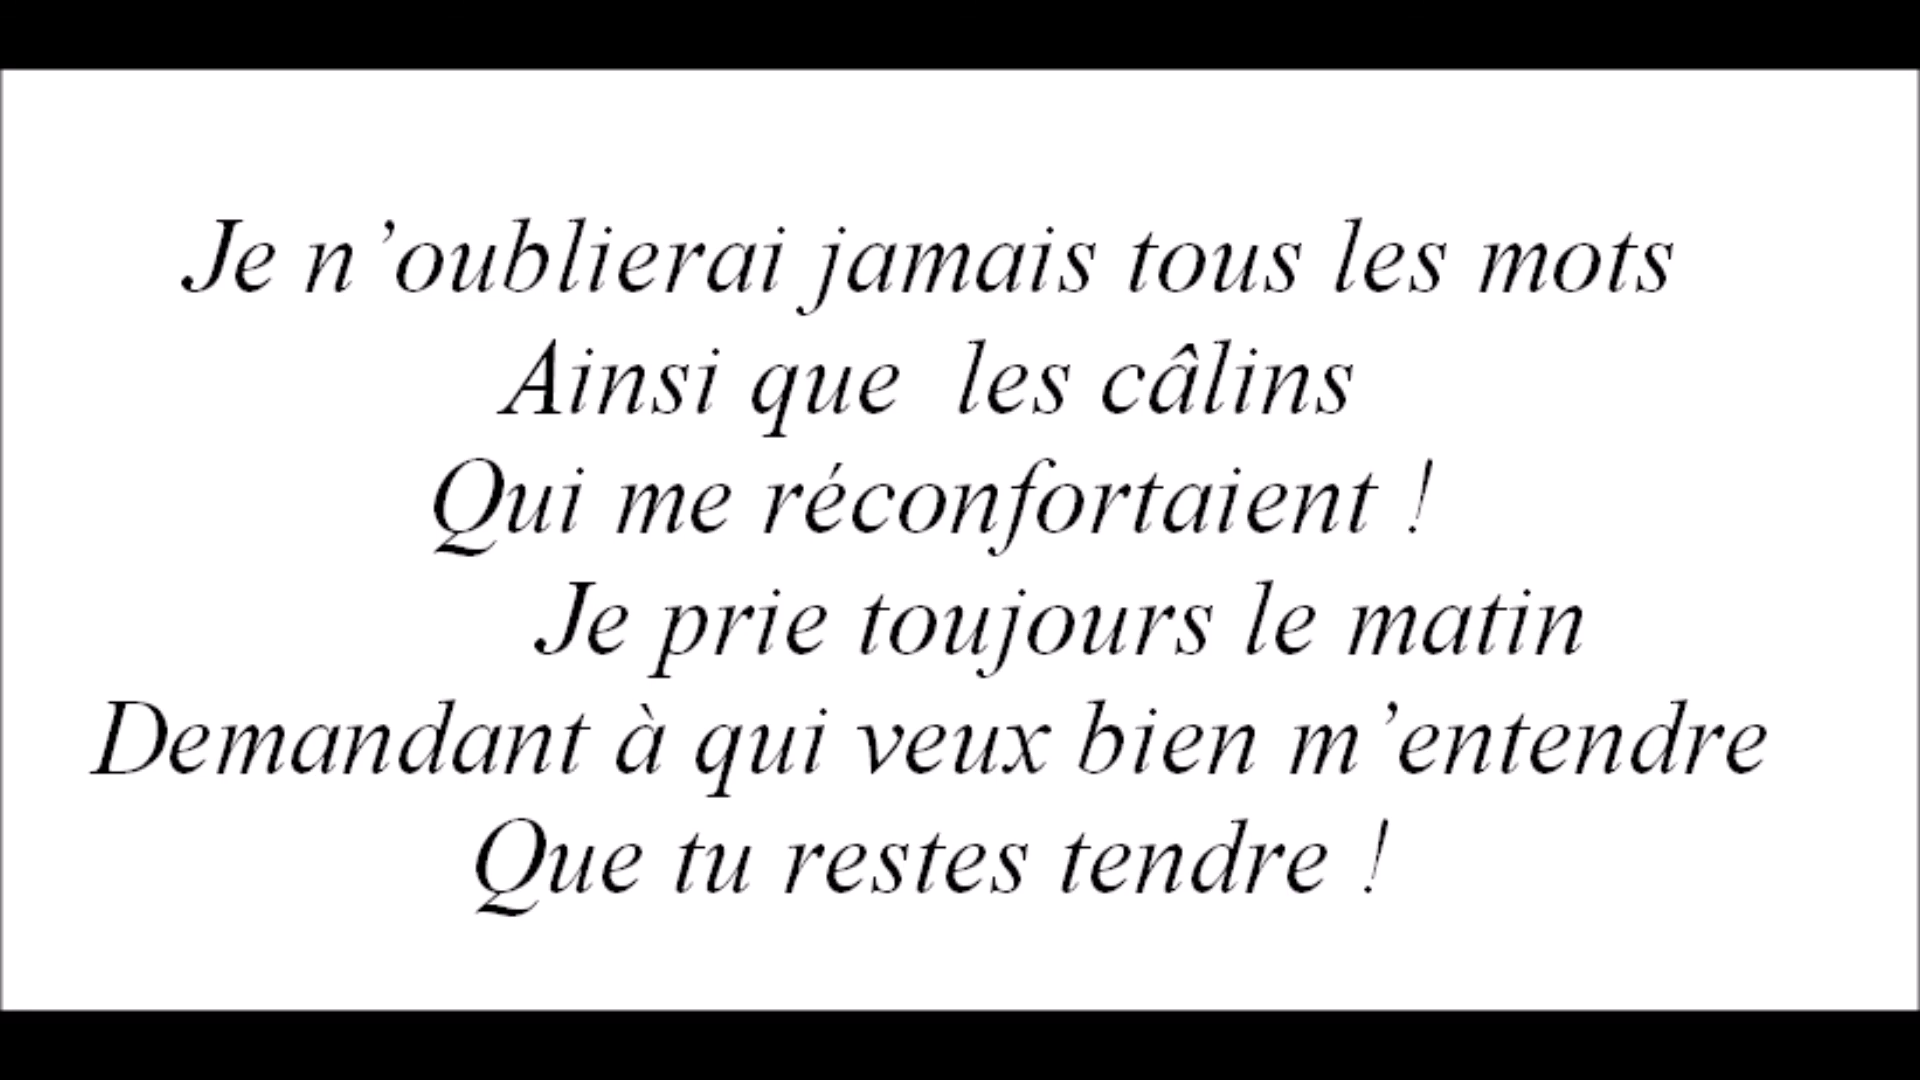 Je n’oublierai jamais tous les mots
Ainsi que les câlins
Qui me réconfortaient !
Je prie toujours le matin
Demandant à qui veux bien m’entendre
Que tu restes tendre !